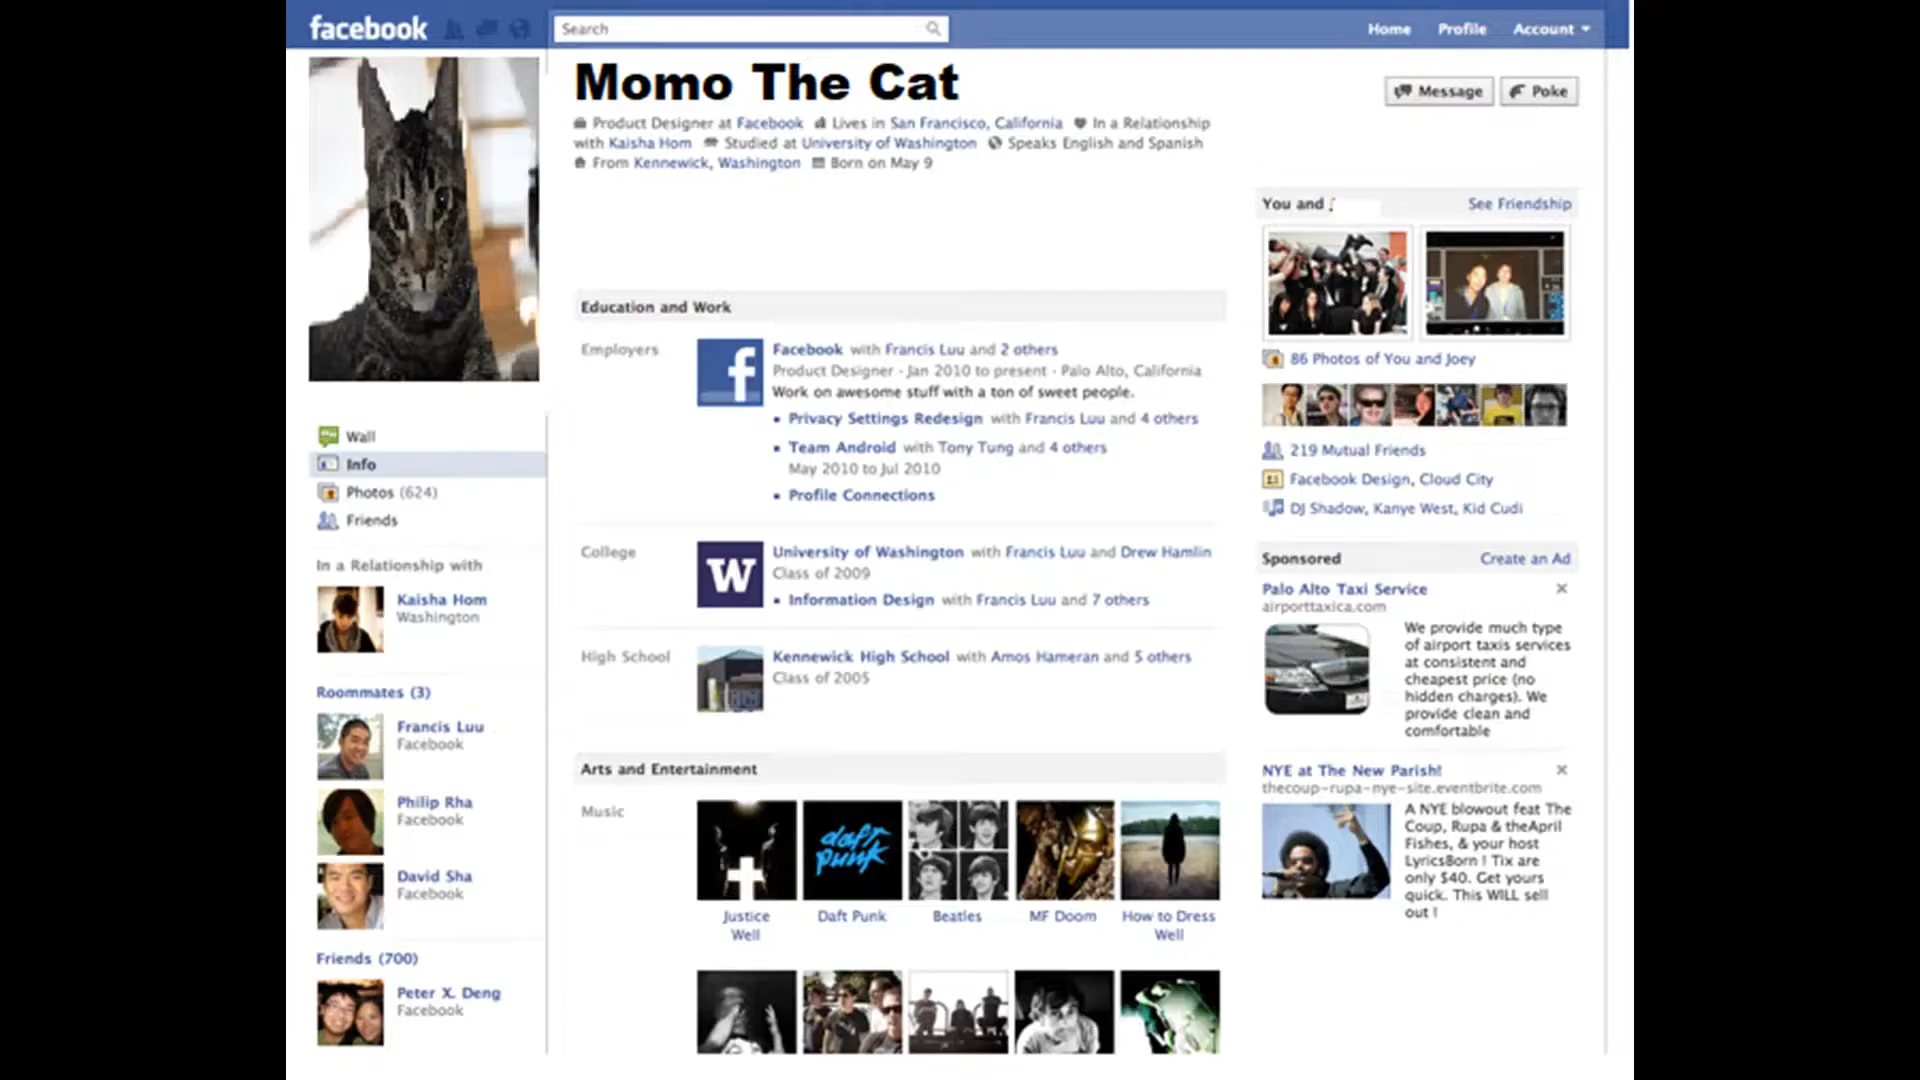 facebook
Search
Home Profile Account
Momo The Cat
Message Poke
Product Designer at Facebook Lives in San Francisco, California In a Relationship
with Kaisha Hom Studied at University of Washington Speaks English and Spanish
From Kennewick, Washington Born on May 9
Wall
Info
Photos (624)
Friends
In a Relationship with
Kaisha Hom
Washington
Roommates (3)
Francis Luu
Facebook
Philip Rha
Facebook
David Sha
Facebook
Friends (700)
Peter X. Deng
Facebook
Education and Work
Employers
Facebook with Francis Luu and 2 others
Product Designer - Jan 2010 to present - Palo Alto, California
Work on awesome stuff with a ton of sweet people.
Privacy Settings Redesign with Francis Luu and 4 others
Team Android with Tony Tung and 4 others
May 2010 to Jul 2010
Profile Connections
College
W
University of Washington with Francis Luu and Drew Hamlin
Class of 2009
Information Design with Francis Luu and 7 others
High School
Kennewick High School with Amos Hameran and 5 others
Class of 2005
Arts and Entertainment
Music
daft
punk
Justice
Well
Daft Punk
Beatles
MF Doom
How to Dress
Well
You and
See Friendship
86 Photos of You and Joey
219 Mutual Friends
Facebook Design, Cloud City
DJ Shadow, Kanye West, Kid Cudi
Sponsored
Create an Ad
Palo Alto Taxi Service
airporttaxica.com
We provide much type
of airport taxis services
at consistent and
cheapest price (no
hidden charges). We
provide clean and
comfortable
NYE at The New Parish!
thecoup-rupa-nye-site.eventbrite.com
A NYE blowout feat The
Coup, Rupa & theApril
Fishes, & your host
LyricsBorn ! Tix are
only $40. Get yours
quick. This WILL sell
out !